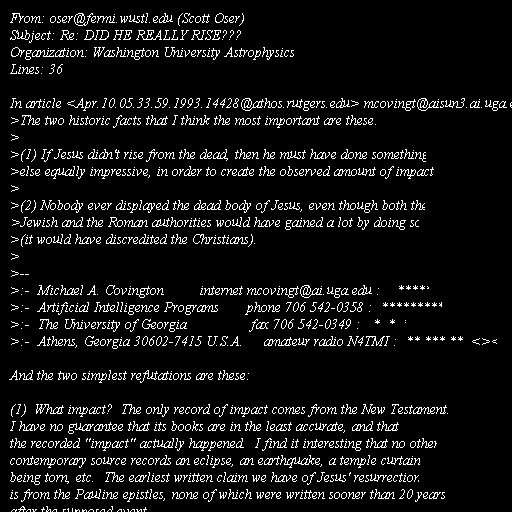 From: oser@fermi.wustl.edu (Scott Oser)
Subject: Re: DID HE REALLY RISE???
Organization: Washington University Astrophysics
Lines: 36

In article <Apr.10.05.33.59.1993.14428@athos.rutgers.edu> mcovingt@aisun3.ai.uga.e
>The two historic facts that I think the most important are these.
>
>(1) If Jesus didn't rise from the dead, then he must have done something
>else equally impressive, in order to create the observed amount of impact
>
>(2) Nobody ever displayed the dead body of Jesus, even though both the
>Jewish and the Roman authorities would have gained a lot by doing so
>(it would have discredited the Christians).
>
>--
>:-  Michael A. Covington         internet mcovingt@ai.uga.edu :     ****
>:-  Artificial Intelligence Programs       phone 706 542-0358 :   *********
>:-  The University of Georgia                fax 706 542-0349 :    *  *
>:-  Athens, Georgia 30602-7415 U.S.A.     amateur radio N4TMI :   ** *** **  <><

And the two simplest refutations are these:

(1)  What impact?  The only record of impact comes from the New Testament.
I have no guarantee that its books are in the least accurate, and that
the recorded "impact" actually happened.  I find it interesting that no other
contemporary source records an eclipse, an earthquake, a temple curtain
being torn, etc.  The earliest written claim we have of Jesus' resurrection
is from the Pauline epistles, none of which were written sooner than 20 years
after the supposed event.